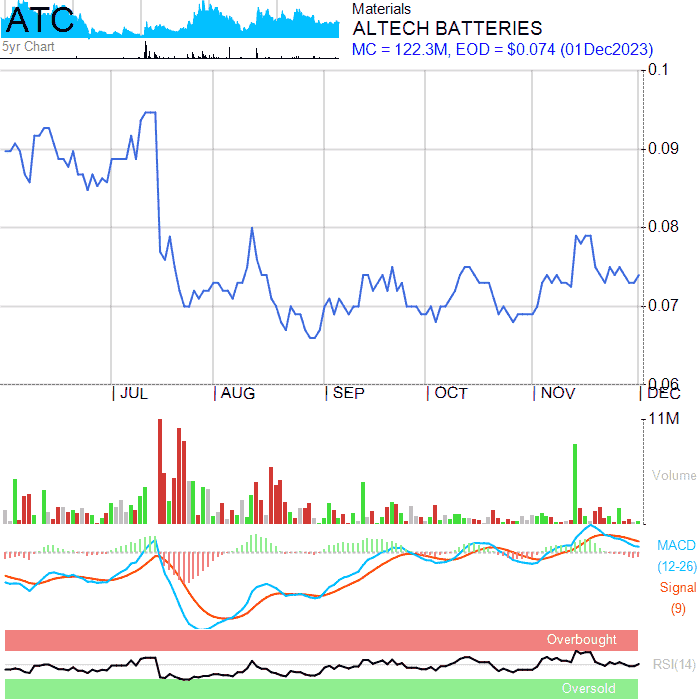 ATC
5yr Chart
Materials
ALTECH BATTERIES
MC = 122.3M, EOD = $0.074 (01Dec2023)
0.1
0.09
0.08
0.07
0.06
JUL AUG SEP OCT NOV DEC
11M
Volume
MACD
(12-26)
Signal
(9)
Overbought
RSI(14)
Oversold